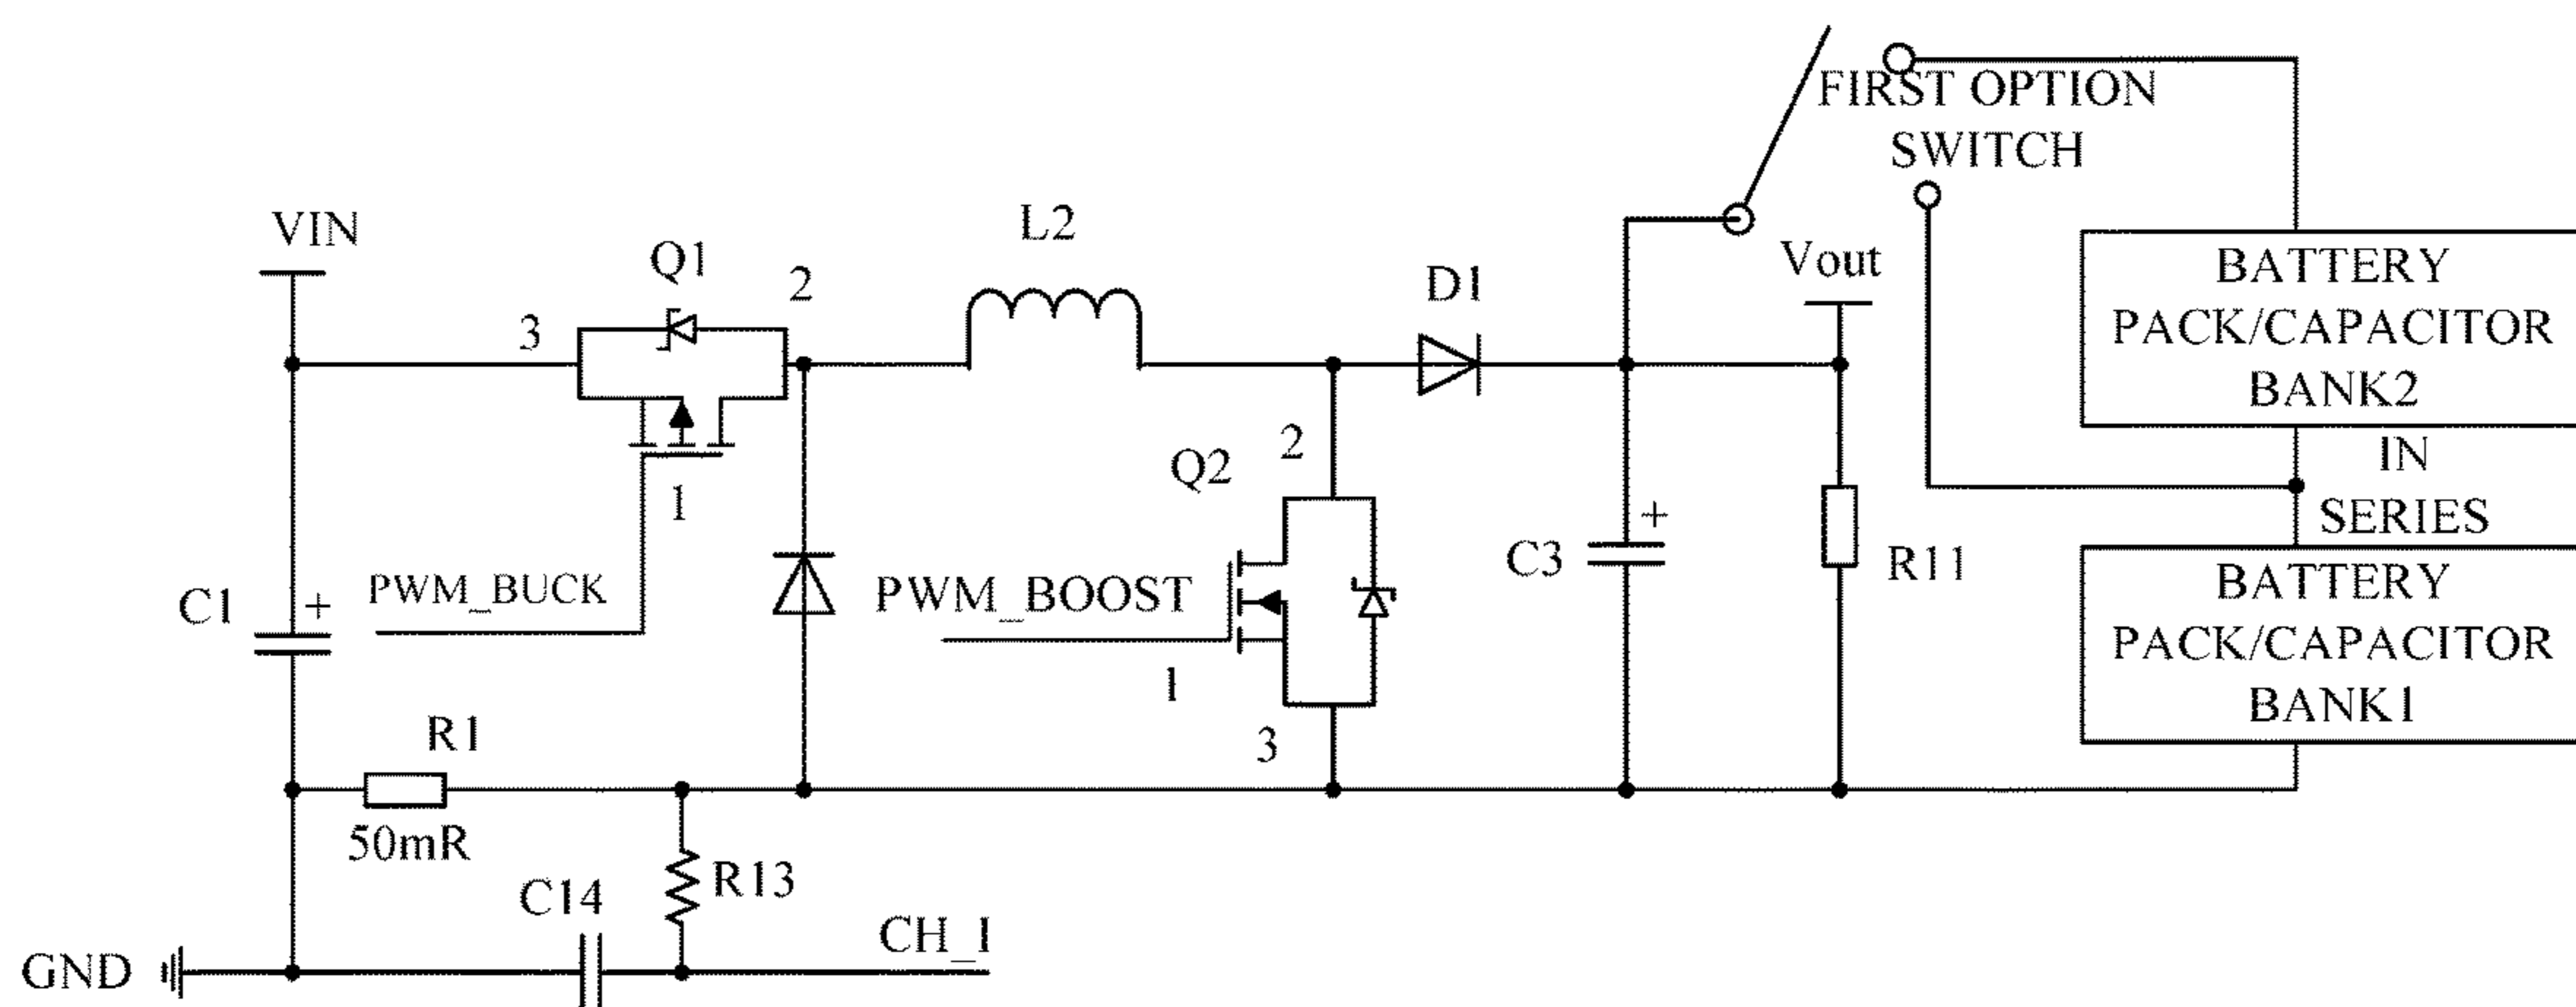 FIRST OPTION
SWITCH
VIN
Q1
2
L2
D1
Vout
3
BATTERY
PACK/CAPACITOR
BANK2
1
Q2
2
IN
SERIES
C1
+
PWM_BUCK
PWM_BOOST
1
3
C3
+
R11
BATTERY
PACK/CAPACITOR
BANK1
R1
50mR
R13
C14
CH_I
GND